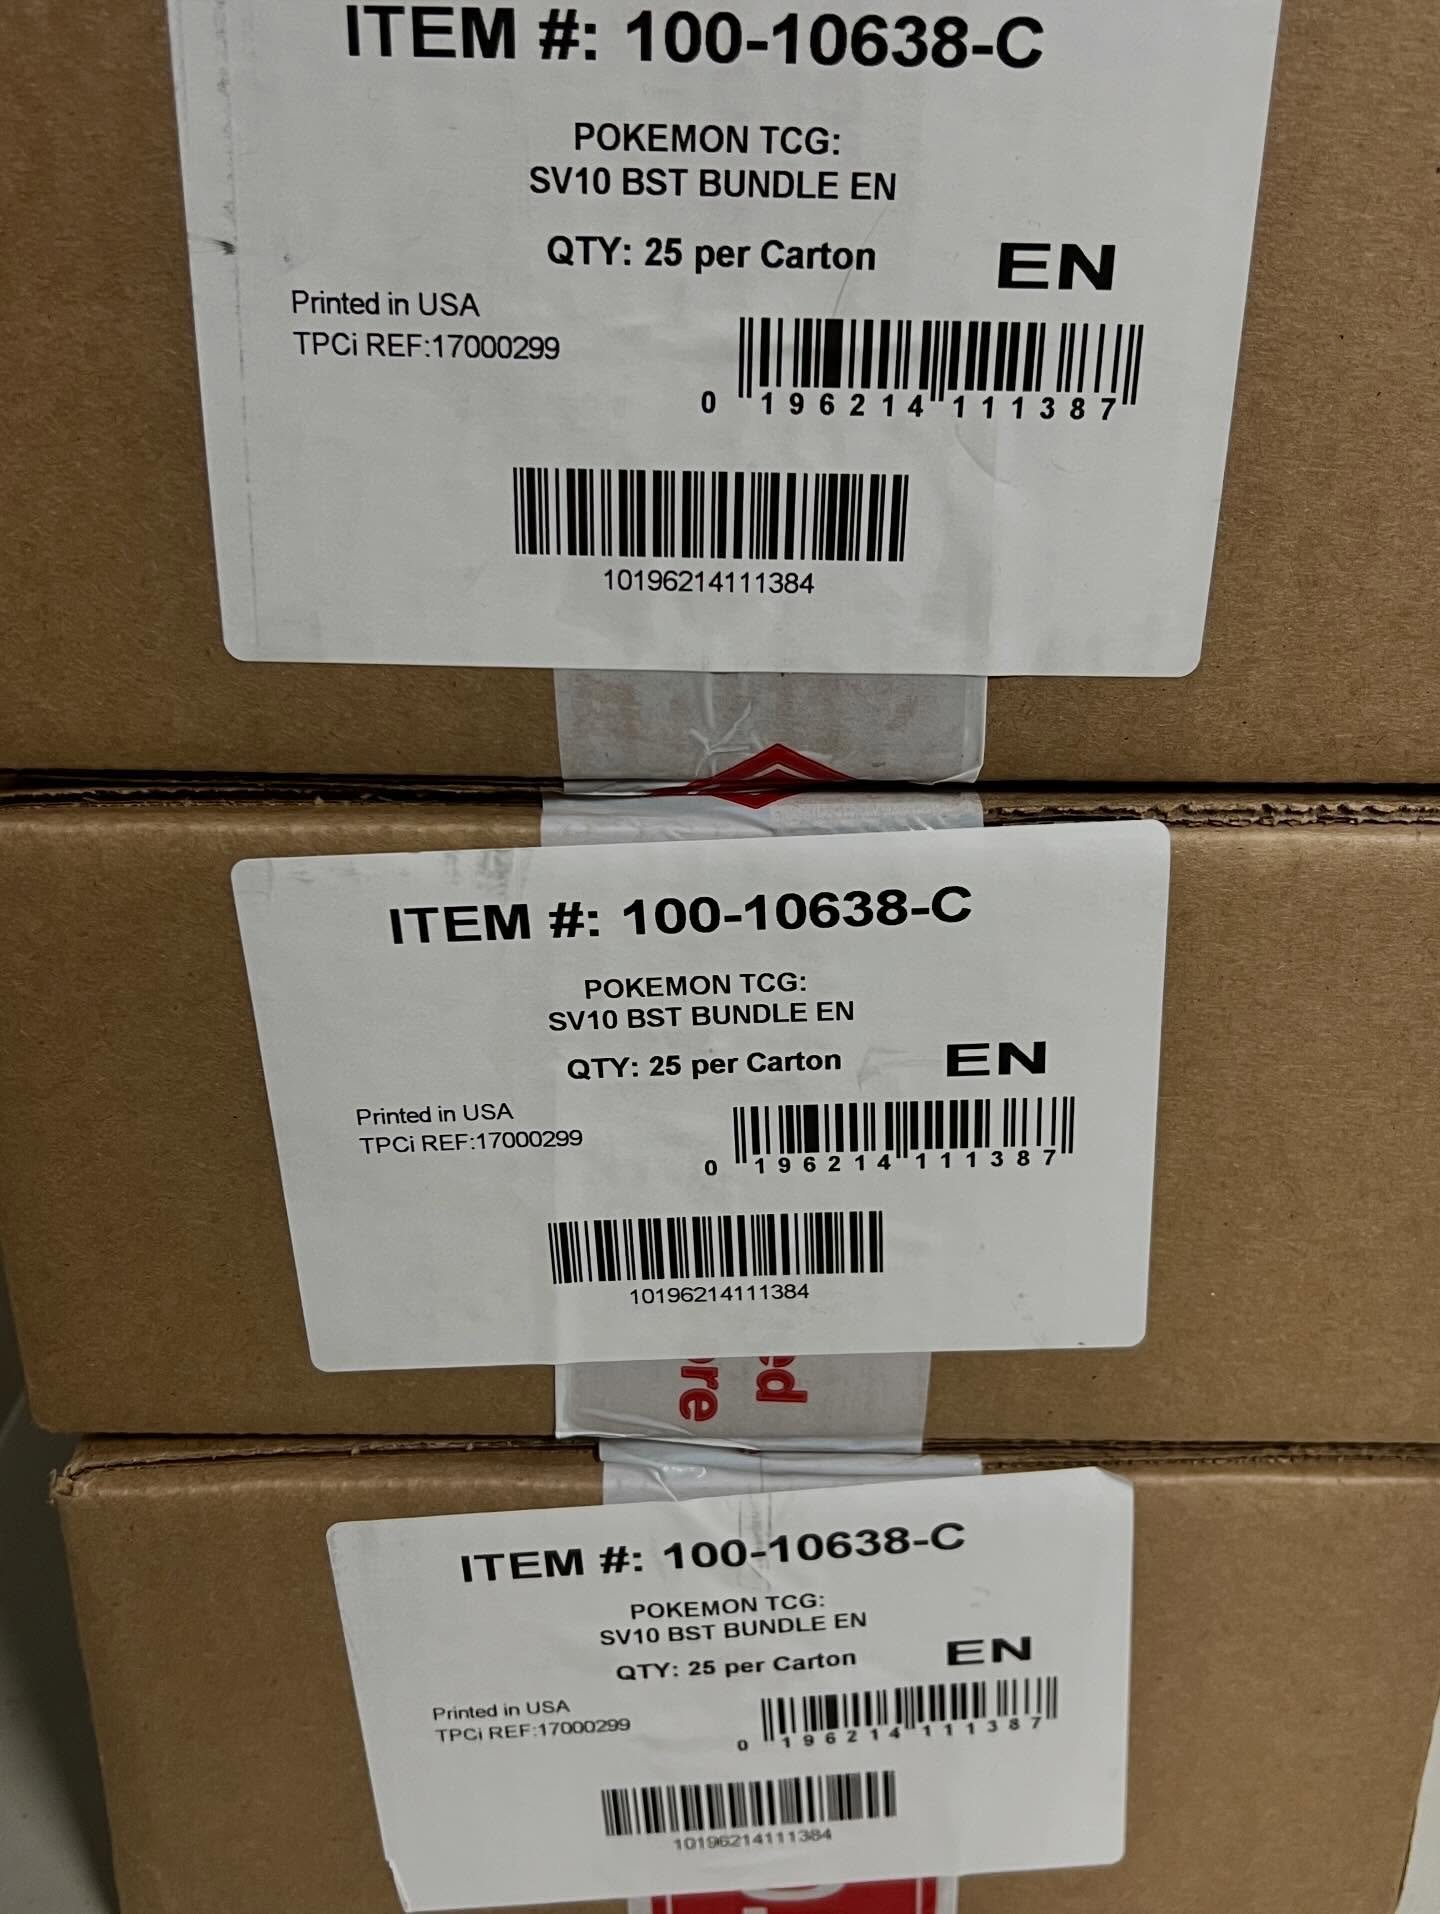 ITEM #: 100-10638-C
POKEMON TCG:
SV10 BST BUNDLE EN
QTY: 25 per Carton
EN
Printed in USA
TPCi REF:17000299
0 196214 111387
10196214111384
ITEM #: 100-10638-C
POKEMON TCG:
SV10 BST BUNDLE EN
QTY: 25 per Carton
EN
Printed in USA
TPCi REF:17000299
0 196214 111387
10196214111384
ITEM #: 100-10638-C
POKEMON TCG:
SV10 BST BUNDLE EN
QTY: 25 per Carton
EN
Printed in USA
TPCi REF:17000299
0 196214 111387
10196214111384